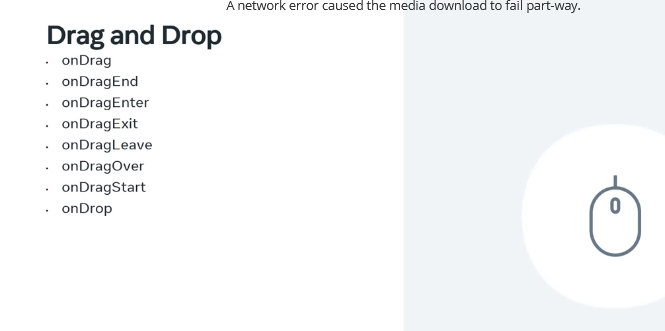 A network error caused the media download to fail part-way.
Drag and Drop
onDrag
onDragEnd
onDragEnter
onDragExit
onDragLeave
onDragOver
onDragStart
onDrop